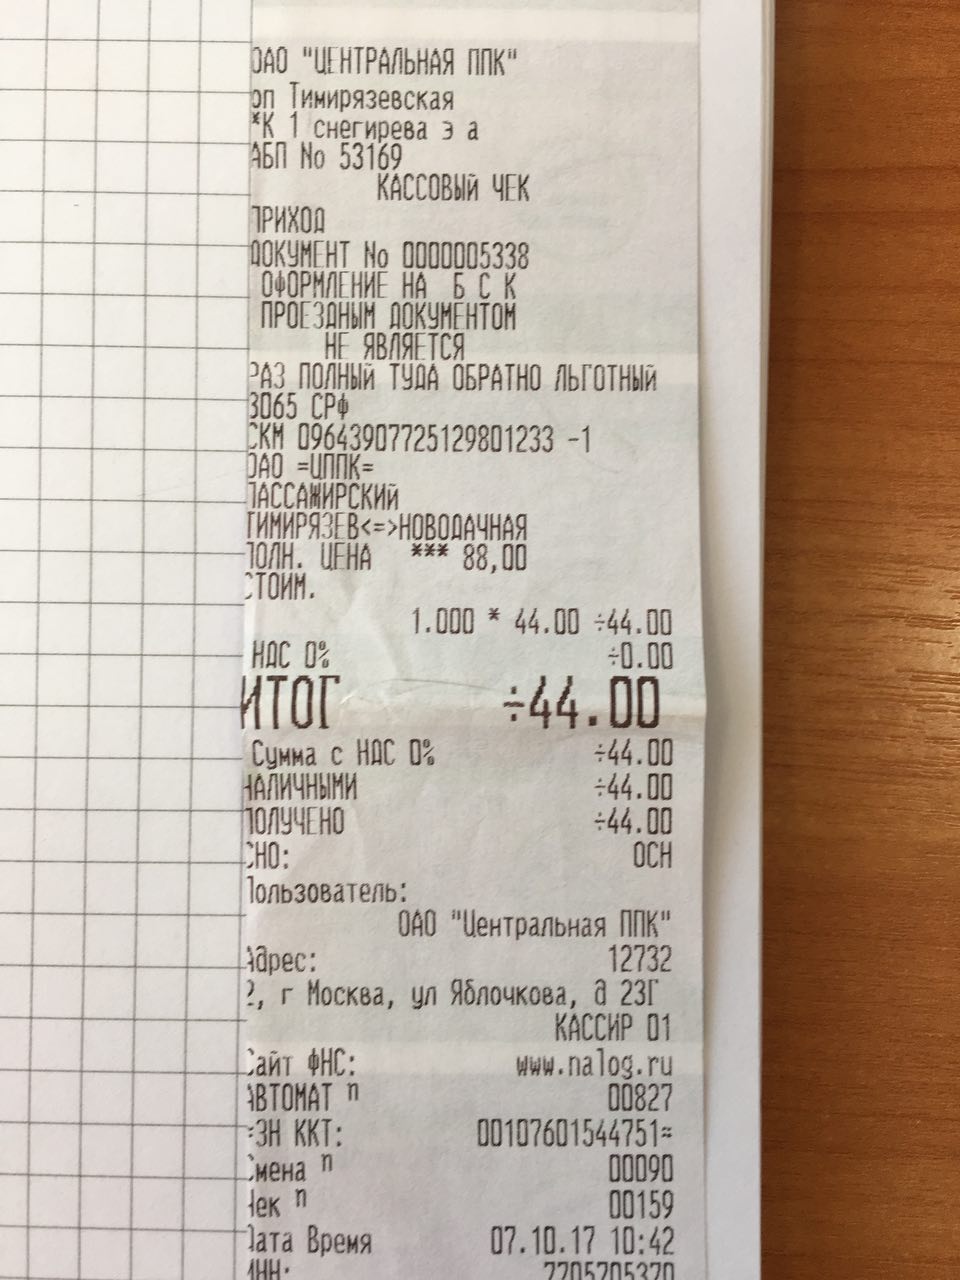 ОАО "ЦЕНТРАЛЬНАЯ ППК"
оп Тимирязевская
*К 1 снегирева э а
АБП No 53169
КАССОВЫЙ ЧЕК
ПРИХОД
ДОКУМЕНТ No 0000005338
ОФОРМЛЕНИЕ НА Б С К
ПРОЕЗДНЫМ ДОКУМЕНТОМ
НЕ ЯВЛЯЕТСЯ
РАЗ ПОЛНЫЙ ТУДА ОБРАТНО ЛЬГОТНЫЙ
3065 СРФ
СКМ 09643907725129801233 -1
ОАО =ЦППК=
ПАССАЖИРСКИЙ
ТИМИРЯЗЕВ<=>НОВОДАЧНАЯ
ПОЛН. ЦЕНА *** 88,00
СТОИМ.
1.000 * 44.00 ÷44.00
НДС 0% ÷0.00
ИТОГ ÷44.00
Сумма с НДС 0% ÷44.00
НАЛИЧНЫМИ ÷44.00
ПОЛУЧЕНО ÷44.00
СНО: ОСН
Пользователь:
ОАО "Центральная ППК"
Адрес: 12732
2, г Москва, ул Яблочкова, д 23Г
КАССИР 01
Сайт ФНС: www.nalog.ru
АВТОМАТ n 00827
=ЗН ККТ: 00107601544751≈
Смена n 00090
Чек n 00159
Дата Время 07.10.17 10:42
ИНН: 7705705370